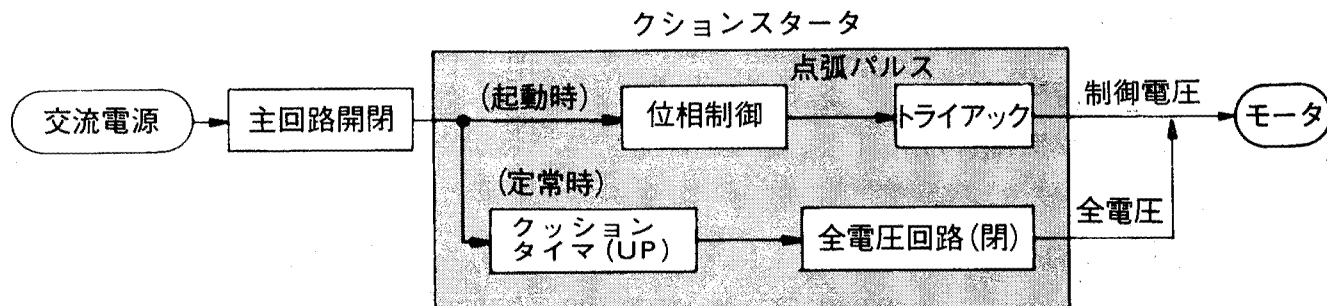 クションスタータ
交流電源
主回路開閉
(起動時)
位相制御
点弧パルス
トライアック
制御電圧
モータ
(定常時)
クッション
タイマ(UP)
全電圧回路(閉)
全電圧